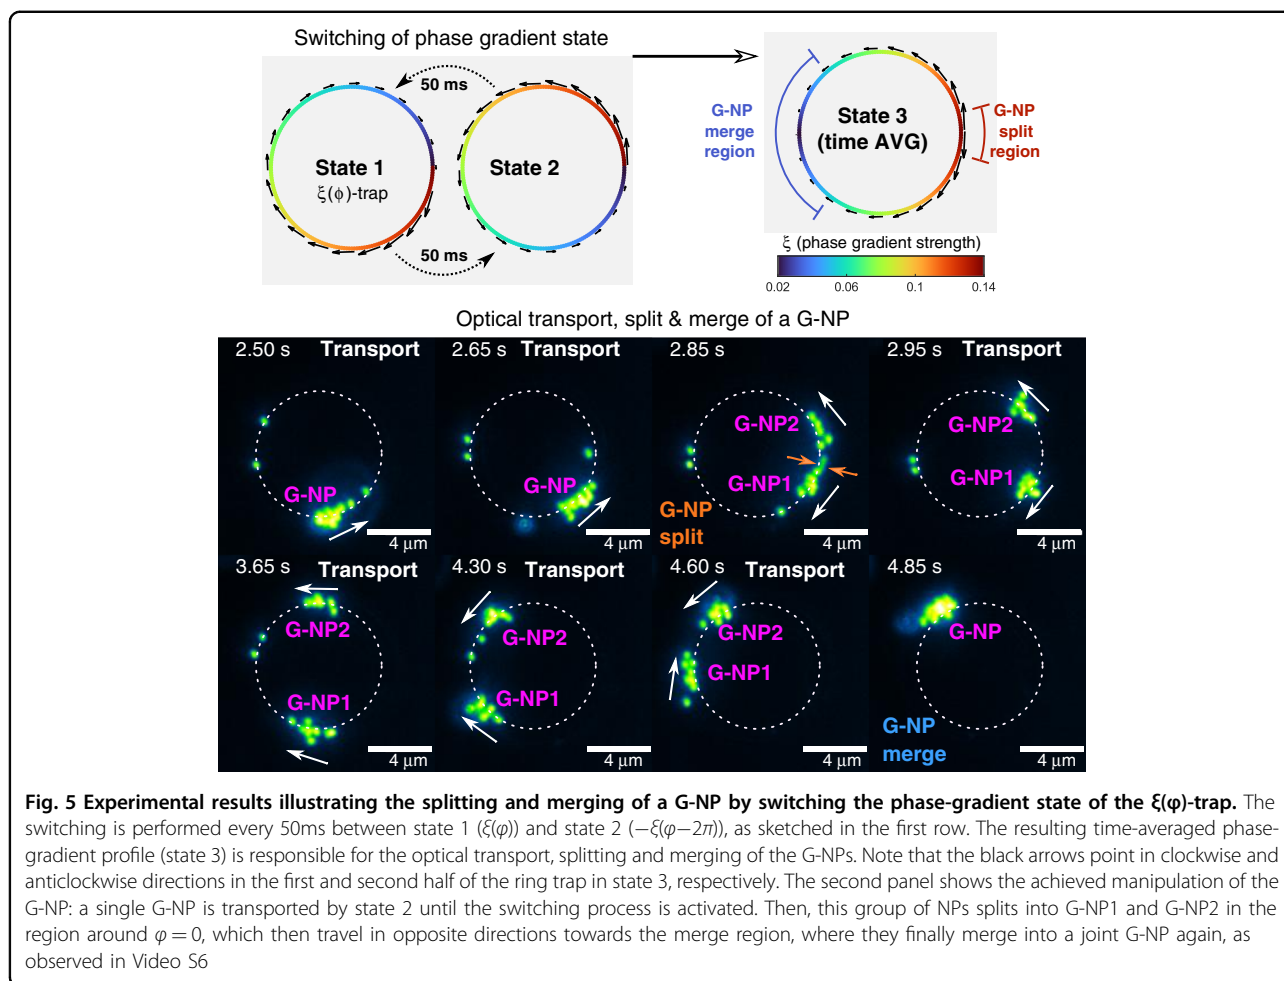 Switching of phase gradient state
50 ms
State 1
ξ(ϕ)-trap
State 2
50 ms
G-NP
merge
region
State 3
(time AVG)
G-NP
split
region
ξ (phase gradient strength)
0.02 0.06 0.1 0.14
Optical transport, split & merge of a G-NP
2.50 s Transport
G-NP
4 μm
2.65 s Transport
G-NP
4 μm
2.85 s
G-NP2
G-NP1
G-NP
split
4 μm
2.95 s Transport
G-NP2
G-NP1
4 μm
3.65 s Transport
G-NP2
G-NP1
4 μm
4.30 s Transport
G-NP2
G-NP1
4 μm
4.60 s Transport
G-NP2
G-NP1
4 μm
4.85 s
G-NP
G-NP
merge
4 μm
Fig. 5 Experimental results illustrating the splitting and merging of a G-NP by switching the phase-gradient state of the ξ(φ)-trap. The
switching is performed every 50ms between state 1 (ξ(φ)) and state 2 (−ξ(φ−2π)), as sketched in the first row. The resulting time-averaged phase-
gradient profile (state 3) is responsible for the optical transport, splitting and merging of the G-NPs. Note that the black arrows point in clockwise and
anticlockwise directions in the first and second half of the ring trap in state 3, respectively. The second panel shows the achieved manipulation of the
G-NP: a single G-NP is transported by state 2 until the switching process is activated. Then, this group of NPs splits into G-NP1 and G-NP2 in the
region around φ = 0, which then travel in opposite directions towards the merge region, where they finally merge into a joint G-NP again, as
observed in Video S6